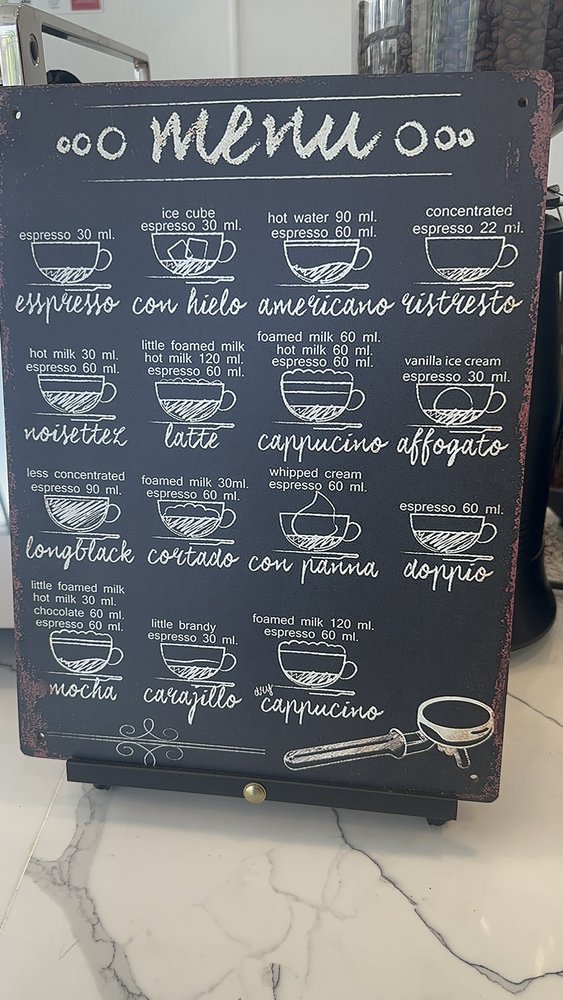 menu
espresso 30 ml.
esspresso
ice cube
espresso 30 ml.
con hielo
hot water 90 ml.
espresso 60 ml.
americano
concentrated
espresso 22 ml.
ristresto
hot milk 30 ml.
espresso 60 ml.
noisettez
little foamed milk
hot milk 120 ml.
espresso 60 ml.
latte
foamed milk 60 ml.
hot milk 60 ml.
espresso 60 ml.
cappucino
vanilla ice cream
espresso 30 ml.
affogato
less concentrated
espresso 90 ml.
longblack
foamed milk 30ml.
espresso 60 ml.
cortado
whipped cream
espresso 60 ml.
con panna
espresso 60 ml.
doppio
little foamed milk
hot milk 30 ml.
chocolate 60 ml.
espresso 60 ml.
mocha
little brandy
espresso 30 ml.
carajillo
foamed milk 120 ml.
espresso 60 ml.
dry cappucino